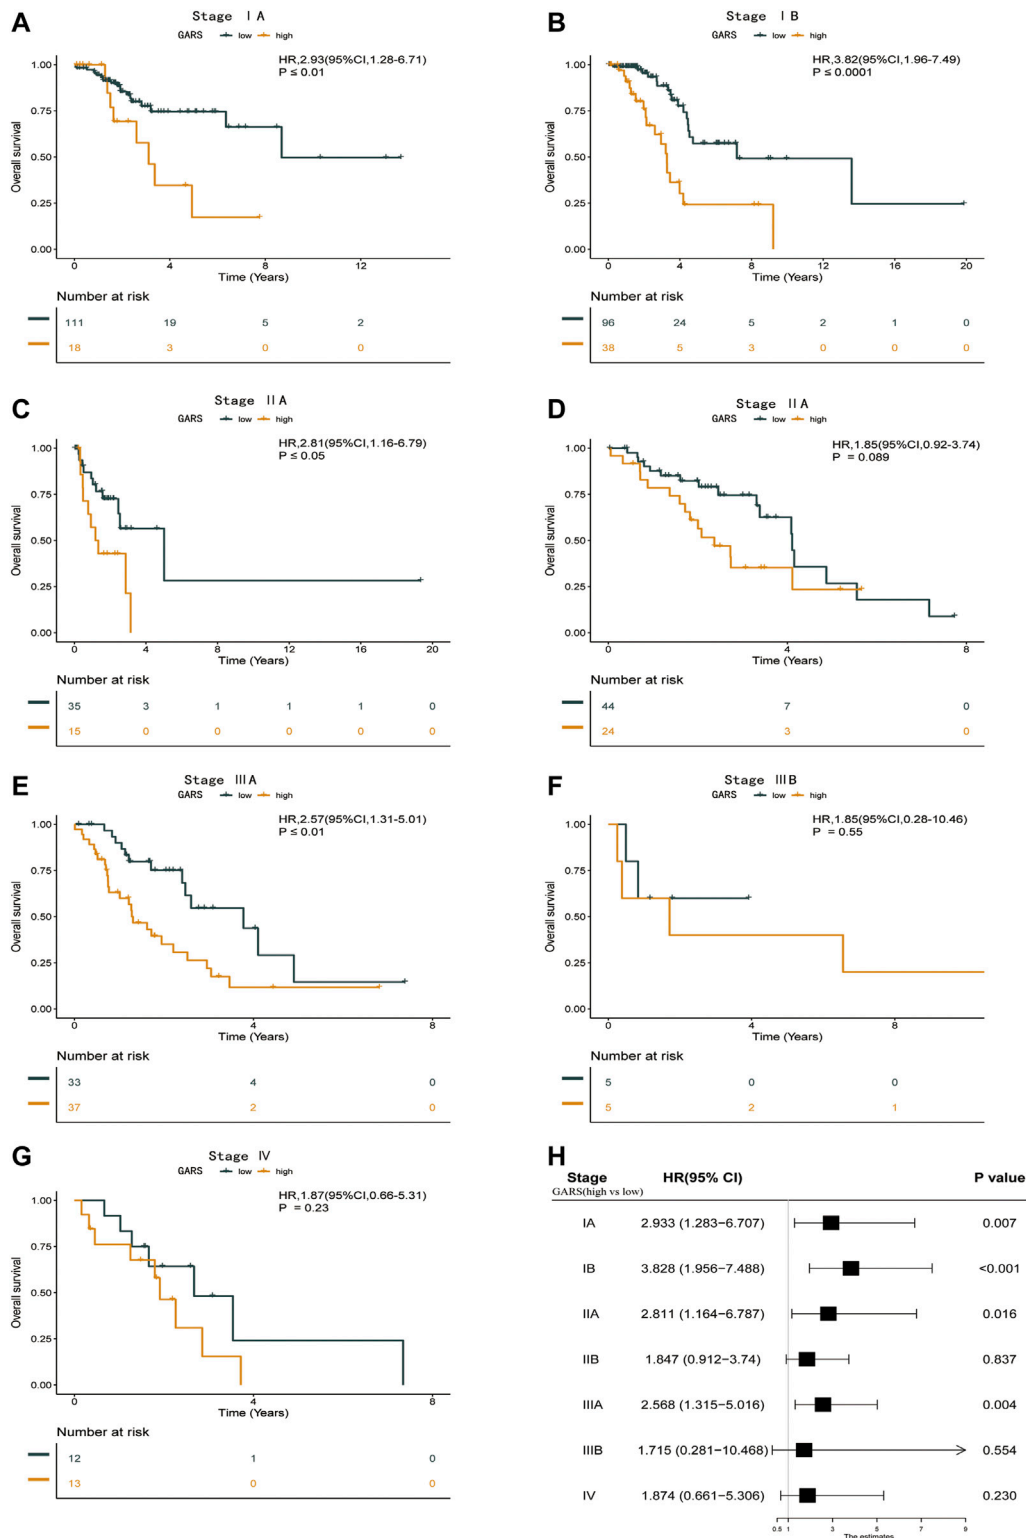 A
Stage ⅠA
GARS low high
HR,2.93(95%CI,1.28-6.71)
P ≤ 0.01
Overall survival
1.00
0.75
0.50
0.25
0.00
0 4 8 12
Time (Years)
Number at risk
111 19 5 2
18 3 0 0
B
Stage ⅠB
GARS low high
HR,3.82(95%CI,1.96-7.49)
P ≤ 0.0001
Overall survival
1.00
0.75
0.50
0.25
0.00
0 4 8 12 16 20
Time (Years)
Number at risk
96 24 5 2 1 0
38 5 3 0 0 0
C
Stage ⅡA
GARS low high
HR,2.81(95%CI,1.16-6.79)
P ≤ 0.05
Overall survival
1.00
0.75
0.50
0.25
0.00
0 4 8 12 16 20
Time (Years)
Number at risk
35 3 1 1 1 0
15 0 0 0 0 0
D
Stage ⅡA
GARS low high
HR,1.85(95%CI,0.92-3.74)
P = 0.089
Overall survival
1.00
0.75
0.50
0.25
0.00
0 4 8
Time (Years)
Number at risk
44 7 0
24 3 0
E
Stage ⅢA
GARS low high
HR,2.57(95%CI,1.31-5.01)
P ≤ 0.01
Overall survival
1.00
0.75
0.50
0.25
0.00
0 4 8
Time (Years)
Number at risk
33 4 0
37 2 0
F
Stage ⅢB
GARS low high
HR,1.85(95%CI,0.28-10.46)
P = 0.55
Overall survival
1.00
0.75
0.50
0.25
0.00
0 4 8
Time (Years)
Number at risk
5 0 0
5 2 1
G
Stage Ⅳ
GARS low high
HR,1.87(95%CI,0.66-5.31)
P = 0.23
Overall survival
1.00
0.75
0.50
0.25
0.00
0 4 8
Time (Years)
Number at risk
12 1 0
13 0 0
H
Stage HR(95% CI) P value
GARS(high vs low)
IA 2.933 (1.283−6.707) 0.007
IB 3.828 (1.956−7.488) <0.001
IIA 2.811 (1.164−6.787) 0.016
IIB 1.847 (0.912−3.74) 0.837
IIIA 2.568 (1.315−5.016) 0.004
IIIB 1.715 (0.281−10.468) 0.554
IV 1.874 (0.661−5.306) 0.230
0.5 1 3 5 7 9
The estimates